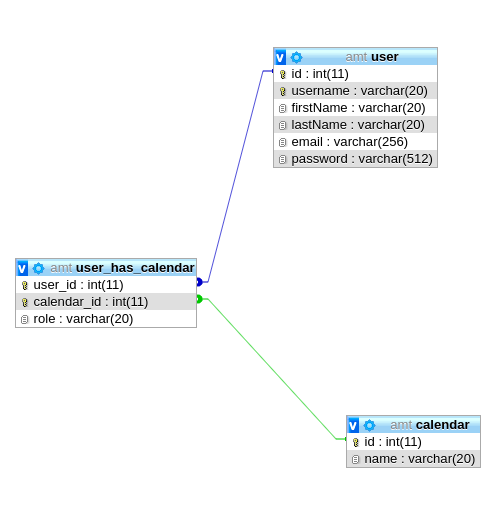 v amt user
id : int(11)
username : varchar(20)
firstName : varchar(20)
lastName : varchar(20)
email : varchar(256)
password : varchar(512)
v amt user_has_calendar
user_id : int(11)
calendar_id : int(11)
role : varchar(20)
v amt calendar
id : int(11)
name : varchar(20)